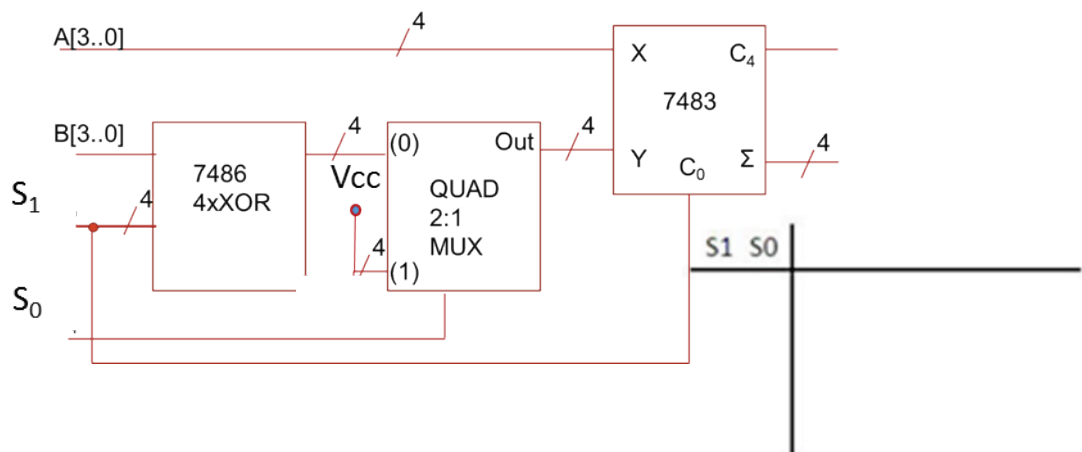 A[3..0]
4
X
C₄
7483
B[3..0]
4
(0)
Out
4
Y
C₀
Σ
4
7486
4xXOR
Vcc
QUAD
2:1
MUX
S₁
4
4
(1)
S1 S0
S₀